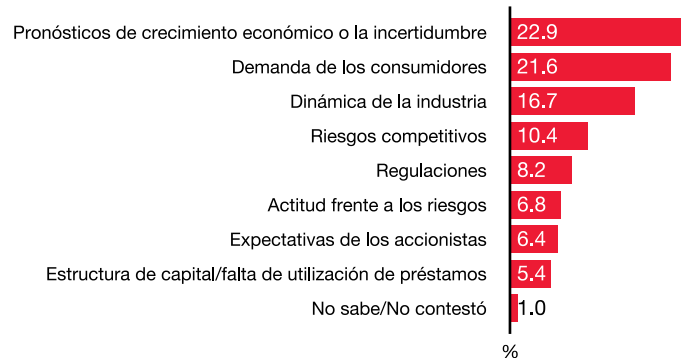 Pronósticos de crecimiento económico o la incertidumbre 22.9
Demanda de los consumidores 21.6
Dinámica de la industria 16.7
Riesgos competitivos 10.4
Regulaciones 8.2
Actitud frente a los riesgos 6.8
Expectativas de los accionistas 6.4
Estructura de capital/falta de utilización de préstamos 5.4
No sabe/No contestó 1.0
%